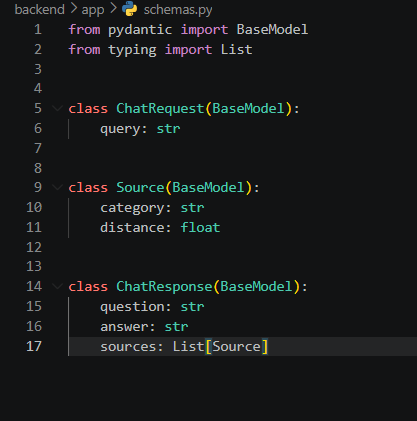 backend > app > schemas.py
1 from pydantic import BaseModel
2 from typing import List
3
4
5 class ChatRequest(BaseModel):
6     query: str
7
8
9 class Source(BaseModel):
10     category: str
11     distance: float
12
13
14 class ChatResponse(BaseModel):
15     question: str
16     answer: str
17     sources: List[Source]